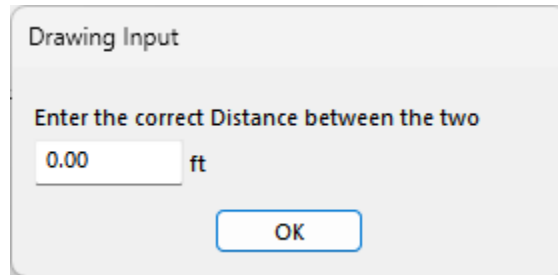 Drawing Input
Enter the correct Distance between the two
0.00 ft
OK